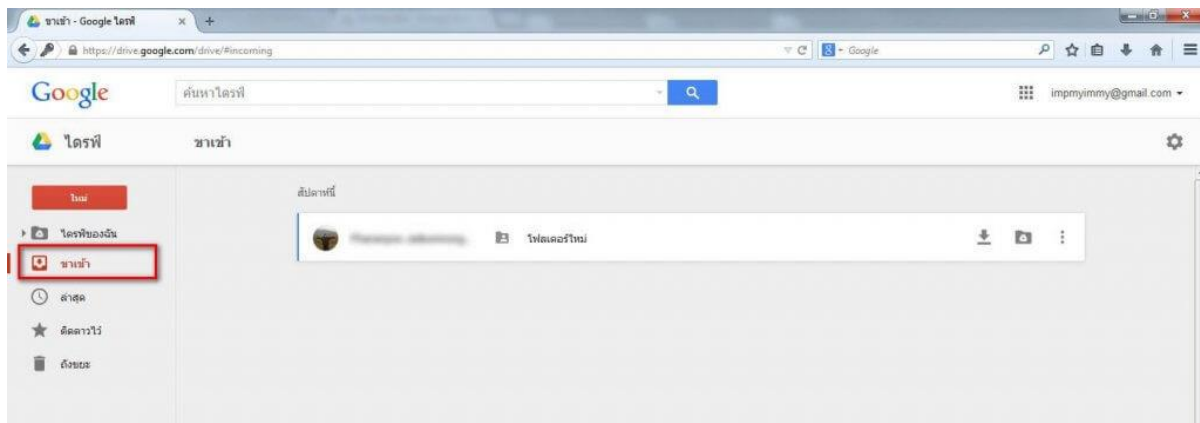 ขาเข้า - Google ไดรฟ์
https://drive.google.com/drive/#incoming
8 - Google
Google
ค้นหาไดรฟ์
impmyimmy@gmail.com
ไดรฟ์
ขาเข้า
ใหม่
สัปดาห์นี้
ไดรฟ์ของฉัน
โฟลเดอร์ใหม่
ขาเข้า
ล่าสุด
ติดดาวไว้
ถังขยะ